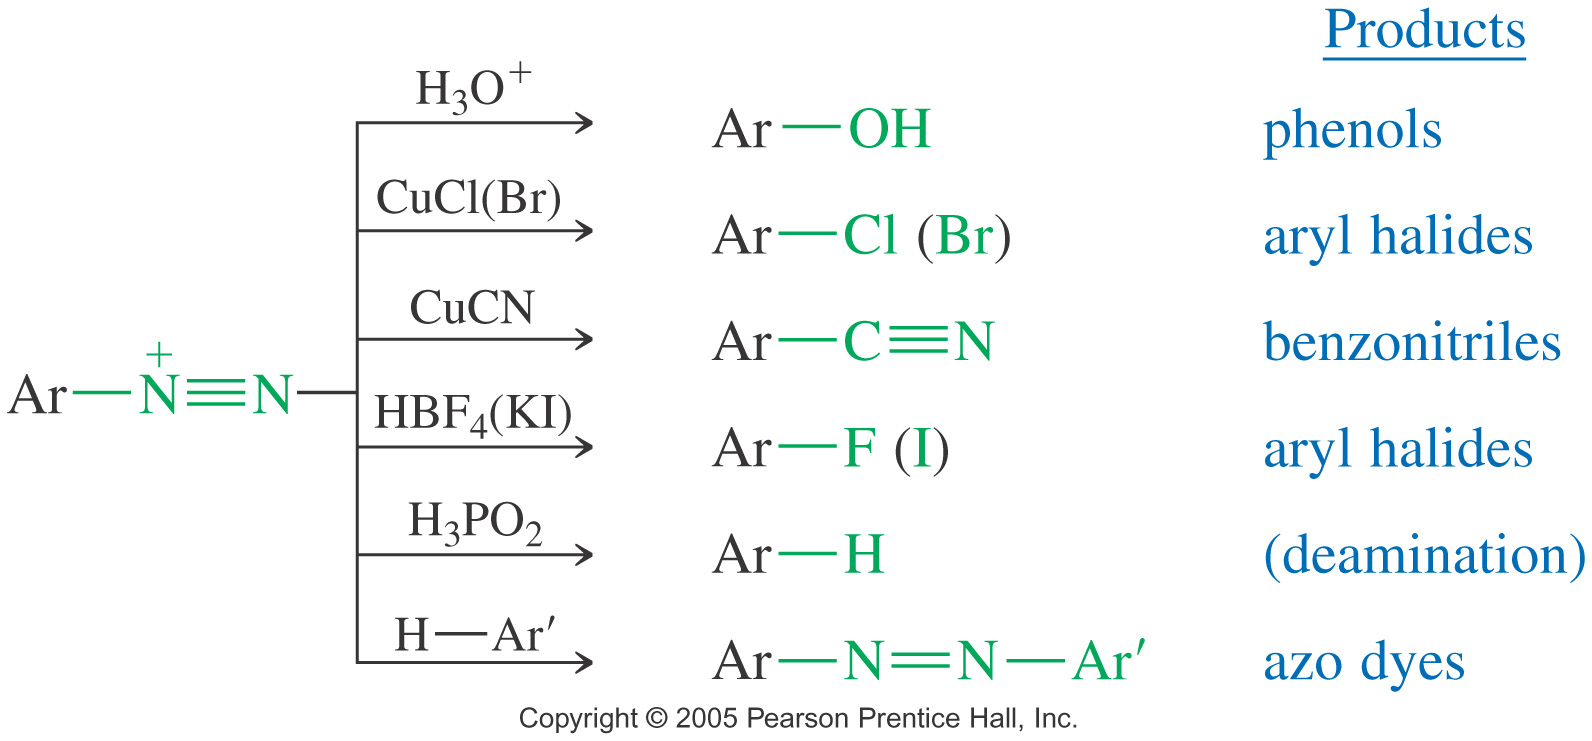 Products
H₃O⁺
Ar—OH phenols
CuCl(Br)
Ar—Cl (Br) aryl halides
CuCN
Ar—C≡N benzonitriles
+
Ar—N≡N—
HBF₄(KI)
Ar—F (I) aryl halides
H₃PO₂
Ar—H (deamination)
H—Ar′
Ar—N=N—Ar′ azo dyes
Copyright © 2005 Pearson Prentice Hall, Inc.